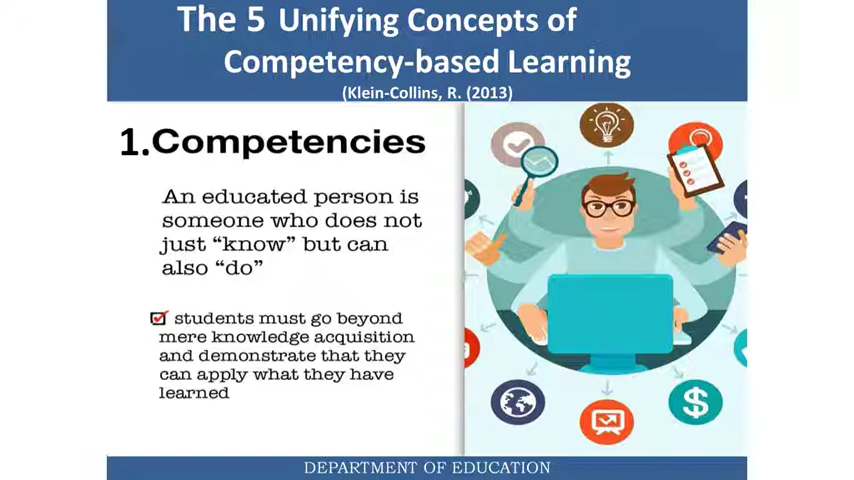 The 5 Unifying Concepts of
Competency-based Learning
(Klein-Collins, R. (2013)
1.Competencies
An educated person is
someone who does not
just “know” but can
also “do”
students must go beyond
mere knowledge acquisition
and demonstrate that they
can apply what they have
learned
$
DEPARTMENT OF EDUCATION